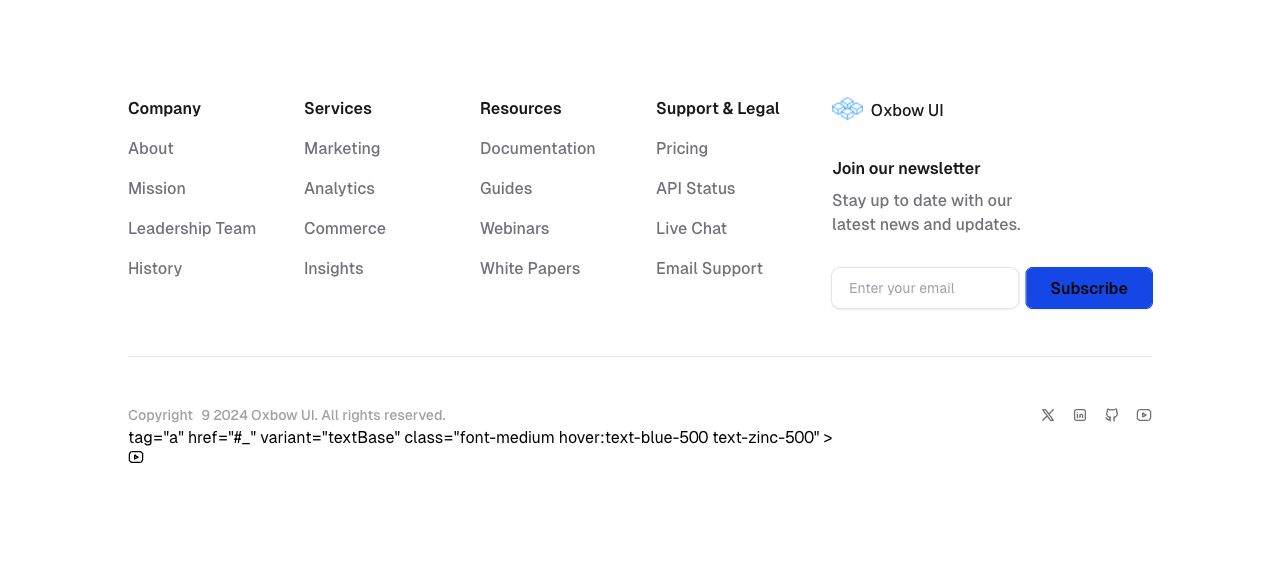 Company
About
Mission
Leadership Team
History
Services
Marketing
Analytics
Commerce
Insights
Resources
Documentation
Guides
Webinars
White Papers
Support & Legal
Pricing
API Status
Live Chat
Email Support
Oxbow UI
Join our newsletter
Stay up to date with our
latest news and updates.
Enter your email
Subscribe
Copyright 9 2024 Oxbow UI. All rights reserved.
tag="a" href="#_" variant="textBase" class="font-medium hover:text-blue-500 text-zinc-500" >